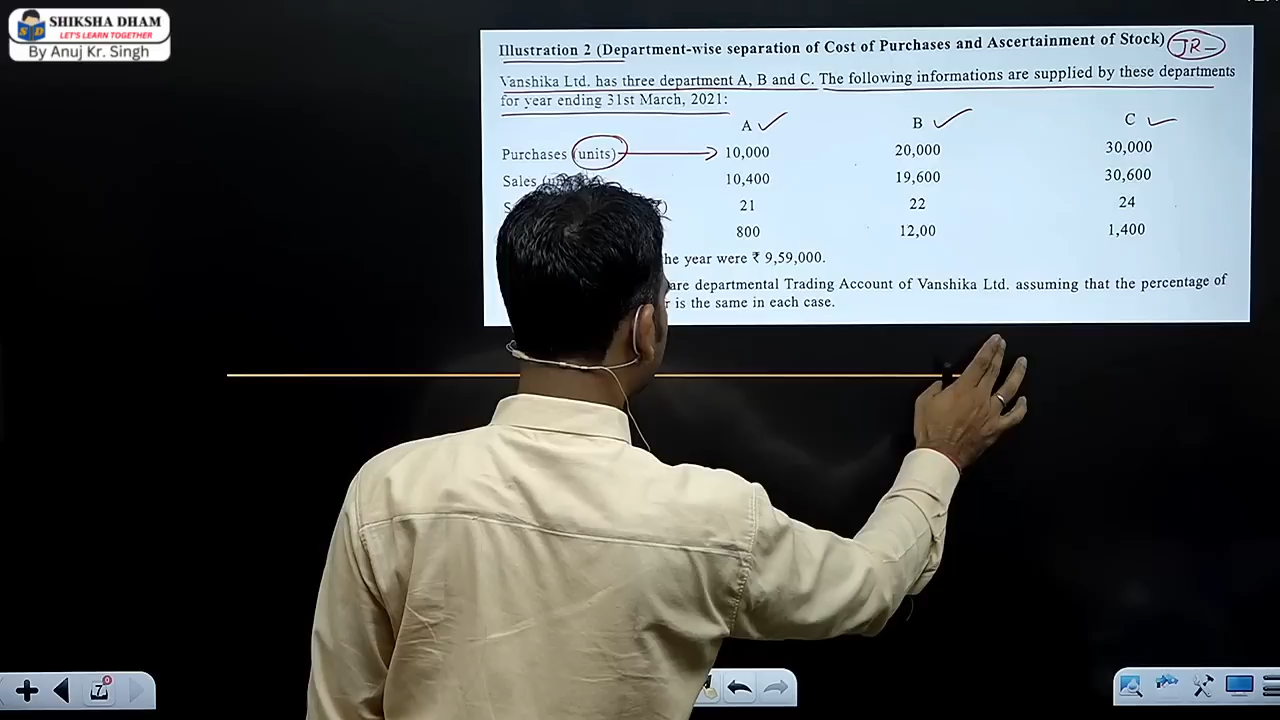 SHIKSHA DHAM
LET'S LEARN TOGETHER
By Anuj Kr. Singh
Illustration 2 (Department-wise separation of Cost of Purchases and Ascertainment of Stock) JR-
Vanshika Ltd. has three department A, B and C. The following informations are supplied by these departments
for year ending 31st March, 2021:
A B C
Purchases (units) 10,000 20,000 30,000
Sales 10,400 19,600 30,600
21 22 24
800 12,00 1,400
the year were ₹ 9,59,000.
departmental Trading Account of Vanshika Ltd. assuming that the percentage of
is the same in each case.
7 0